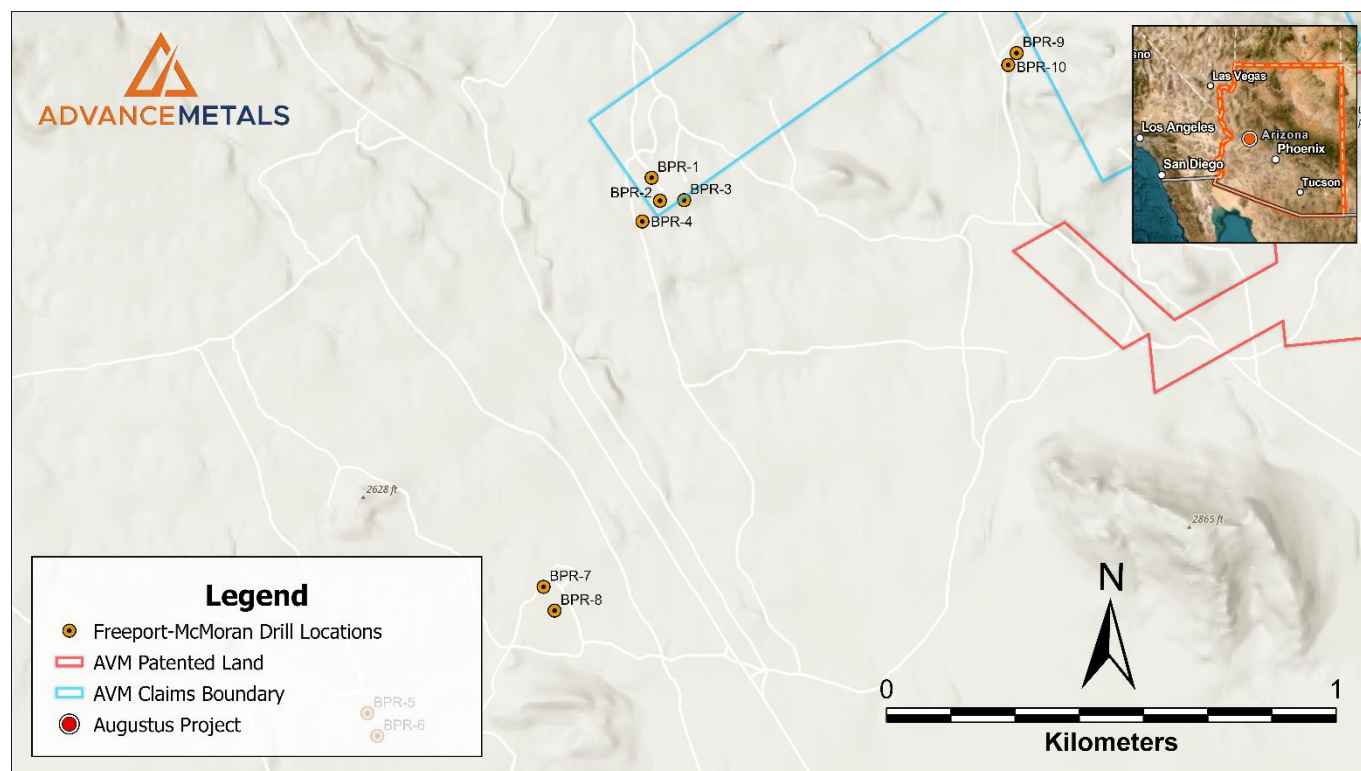 ADVANCEMETALS
BPR-9
BPR-10
BPR-1
BPR-2
BPR-3
BPR-4
Las Vegas
Los Angeles
Arizona
Phoenix
San Diego
Tucson
2628 ft
2865 ft
BPR-7
BPR-8
BPR-5
BPR-6
Legend
Freeport-McMoran Drill Locations
AVM Patented Land
AVM Claims Boundary
Augustus Project
N
0 1
Kilometers